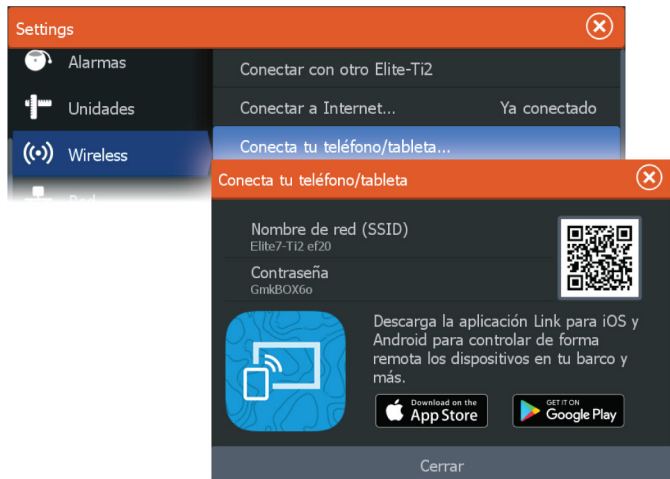 Settings
Alarmas
Conectar con otro Elite-Ti2
Unidades
Conectar a Internet... Ya conectado
Wireless
Conecta tu teléfono/tableta...
Conecta tu teléfono/tableta
Nombre de red (SSID)
Elite7-Ti2 ef20
Contraseña
GmkBOX6o
Descarga la aplicación Link para iOS y
Android para controlar de forma
remota los dispositivos en tu barco y
más.
Download on the
App Store
GET IT ON
Google Play
Cerrar